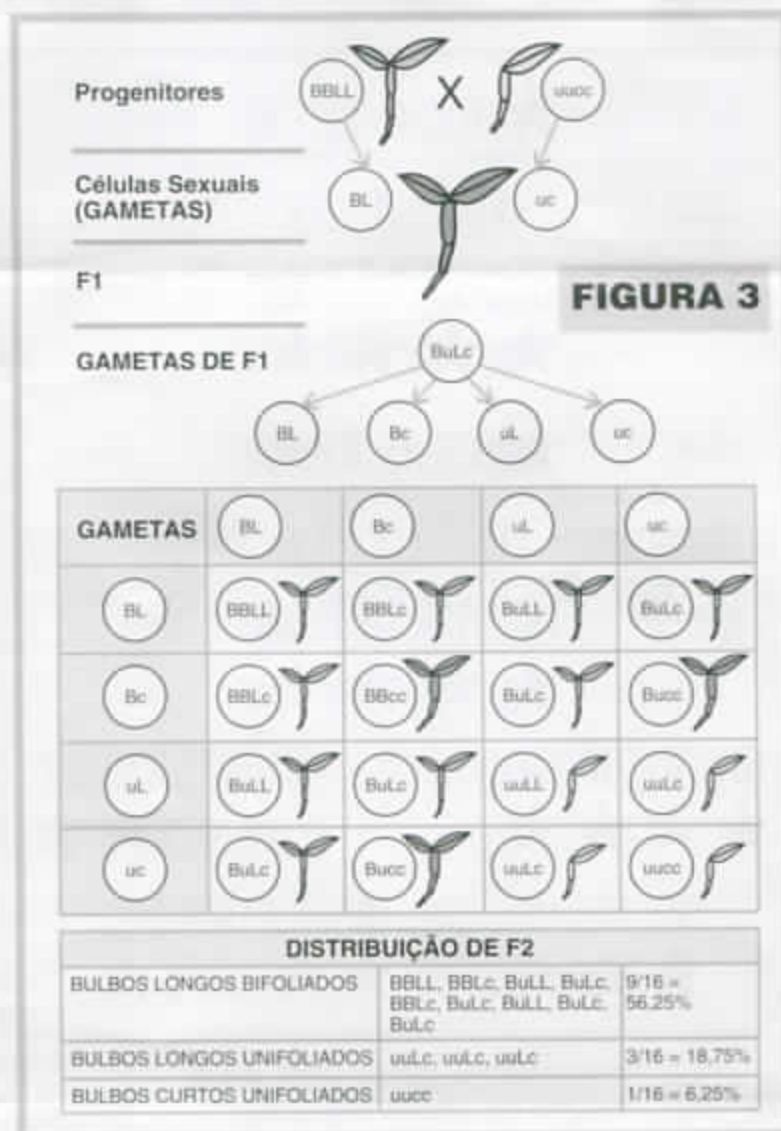 Progenitores
BBLL
X
uucc
Células Sexuais
(GAMETAS)
BL
uc
F1
FIGURA 3
GAMETAS DE F1
BuLc
BL
Bc
uL
uc
GAMETAS
BL
Bc
uL
uc
BL
BBLL
BBLc
BuLL
BuLc
Bc
BBLc
BBcc
BuLc
Bucc
uL
BuLL
BuLc
uuLL
uuLc
uc
BuLc
Bucc
uuLc
uucc
DISTRIBUIÇÃO DE F2
BULBOS LONGOS BIFOLIADOS
BBLL, BBLc, BuLL, BuLc,
BBLc, BuLc, BuLL, BuLc,
BuLc
9/16 =
56,25%
BULBOS LONGOS UNIFOLIADOS
uuLc, uuLc, uuLc
3/16 = 18,75%
BULBOS CURTOS UNIFOLIADOS
uucc
1/16 = 6,25%